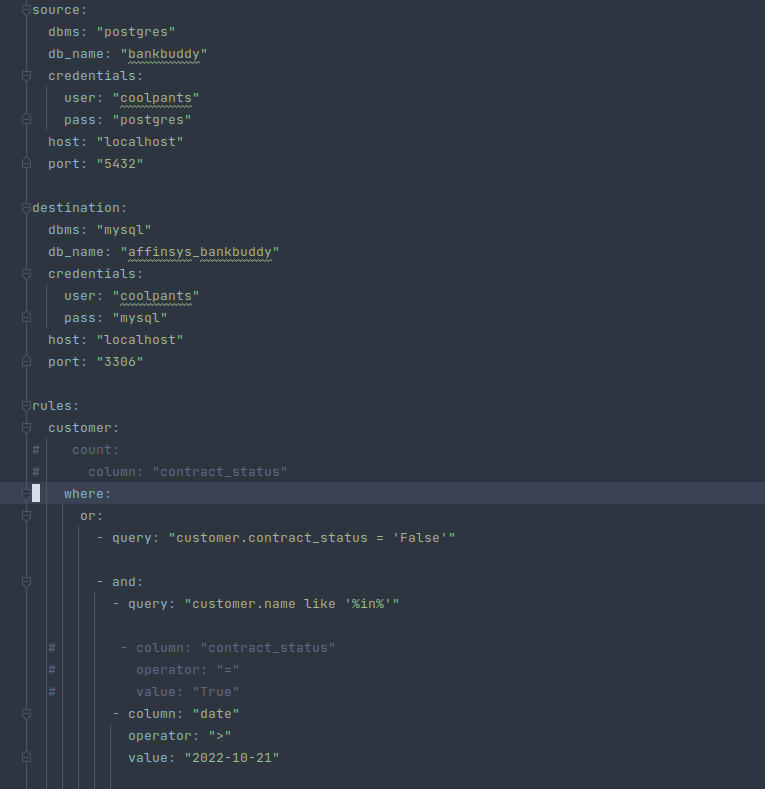 source:
  dbms: "postgres"
  db_name: "bankbuddy"
  credentials:
    user: "coolpants"
    pass: "postgres"
  host: "localhost"
  port: "5432"

destination:
  dbms: "mysql"
  db_name: "affinsys_bankbuddy"
  credentials:
    user: "coolpants"
    pass: "mysql"
  host: "localhost"
  port: "3306"

rules:
  customer:
#    count:
#      column: "contract_status"
    where:
      or:
        - query: "customer.contract_status = 'False'"

        - and:
          - query: "customer.name like '%in%'"

  #        - column: "contract_status"
  #          operator: "="
  #          value: "True"
          - column: "date"
            operator: ">"
            value: "2022-10-21"